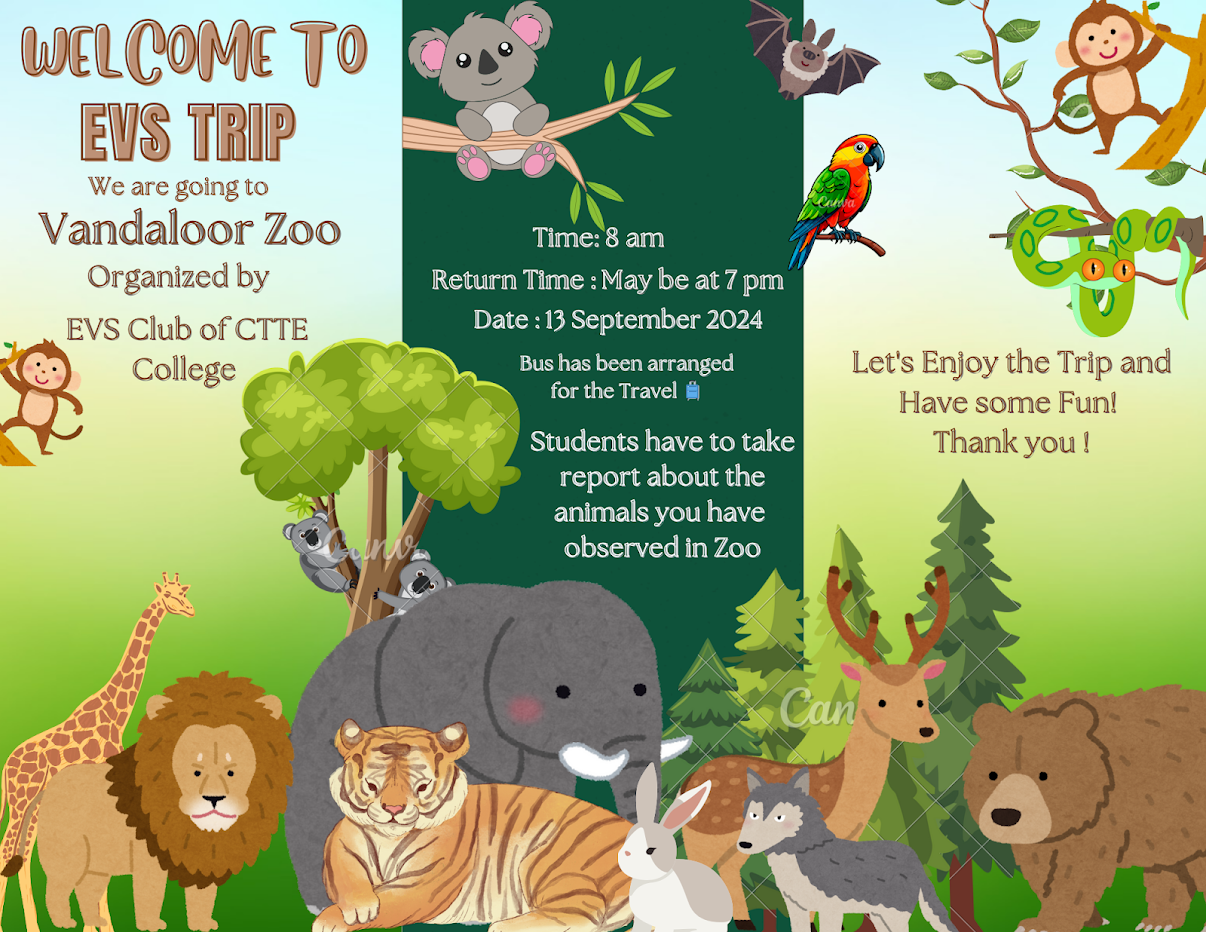 WELCOME TO
EVS TRIP
We are going to
Vandaloor Zoo
Organized by
EVS Club of CTTE
College
Time: 8 am
Return Time : May be at 7 pm
Date : 13 September 2024
Bus has been arranged
for the Travel
Students have to take
report about the
animals you have
observed in Zoo
Let's Enjoy the Trip and
Have some Fun!
Thank you !
Canva
Canva
Can